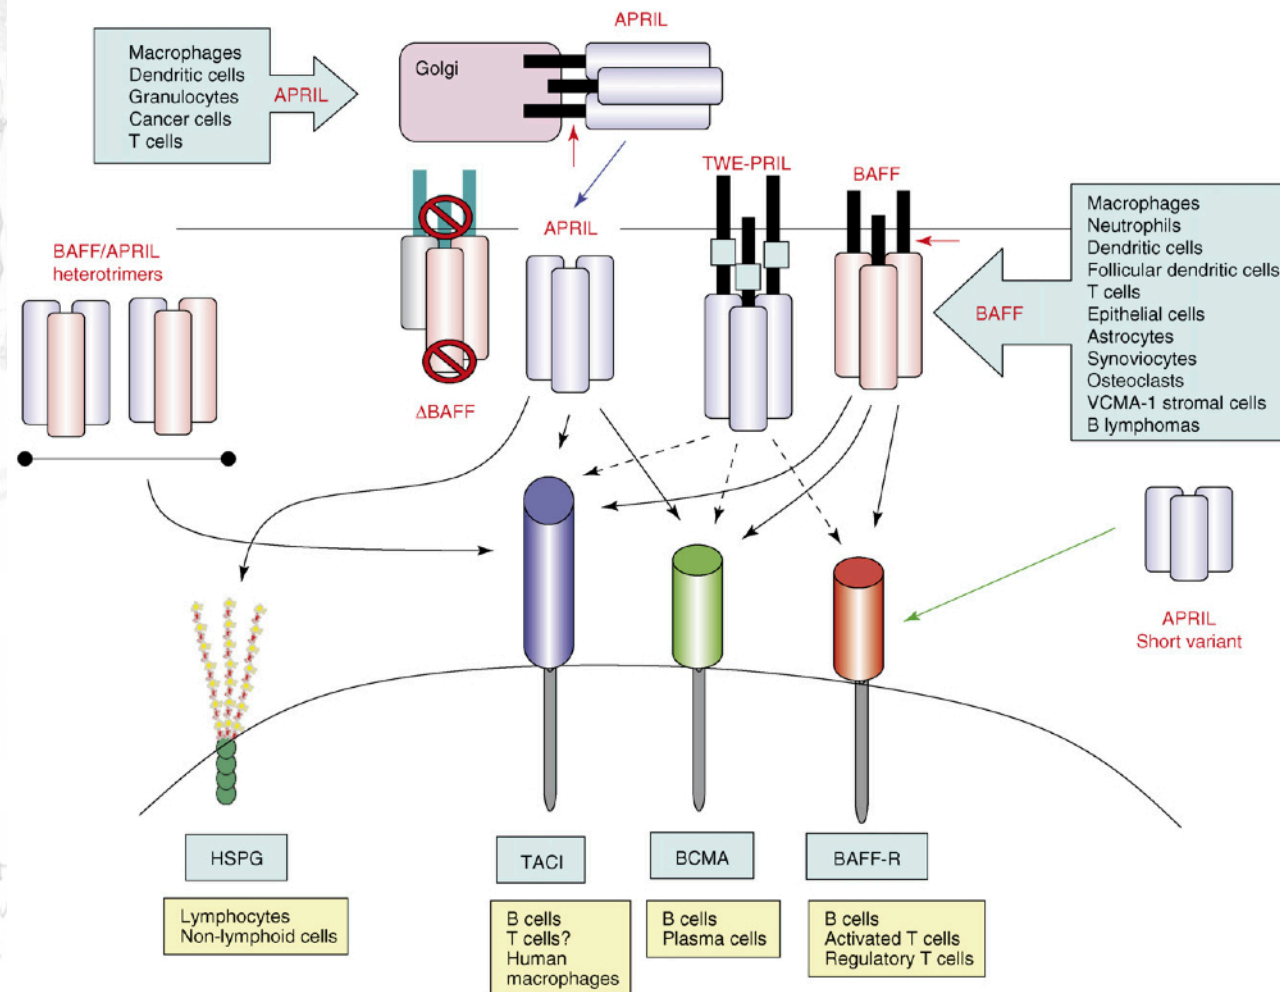 APRIL
Macrophages
Dendritic cells
Granulocytes
Cancer cells
T cells
APRIL
Golgi
TWE-PRIL
BAFF
BAFF/APRIL
heterotrimers
APRIL
ΔBAFF
BAFF
Macrophages
Neutrophils
Dendritic cells
Follicular dendritic cells
T cells
Epithelial cells
Astrocytes
Synoviocytes
Osteoclasts
VCMA-1 stromal cells
B lymphomas
APRIL
Short variant
HSPG
Lymphocytes
Non-lymphoid cells
TACI
B cells
T cells?
Human
macrophages
BCMA
B cells
Plasma cells
BAFF-R
B cells
Activated T cells
Regulatory T cells